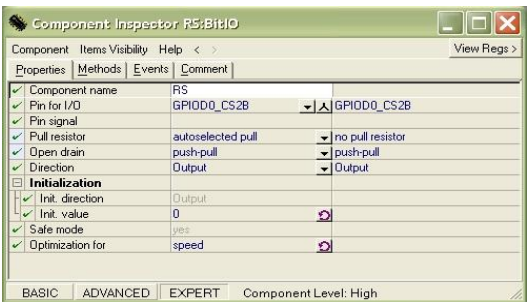 Component Inspector RS:BitIO
Component Items Visibility Help < > View Regs >
Properties Methods Events Comment
Component name RS
Pin for I/O GPIOD0_CS2B GPIOD0_CS2B
Pin signal
Pull resistor autoselected pull no pull resistor
Open drain push-pull push-pull
Direction Output Output
Initialization
Init. direction Output
Init. value 0
Safe mode yes
Optimization for speed
BASIC ADVANCED EXPERT Component Level: High